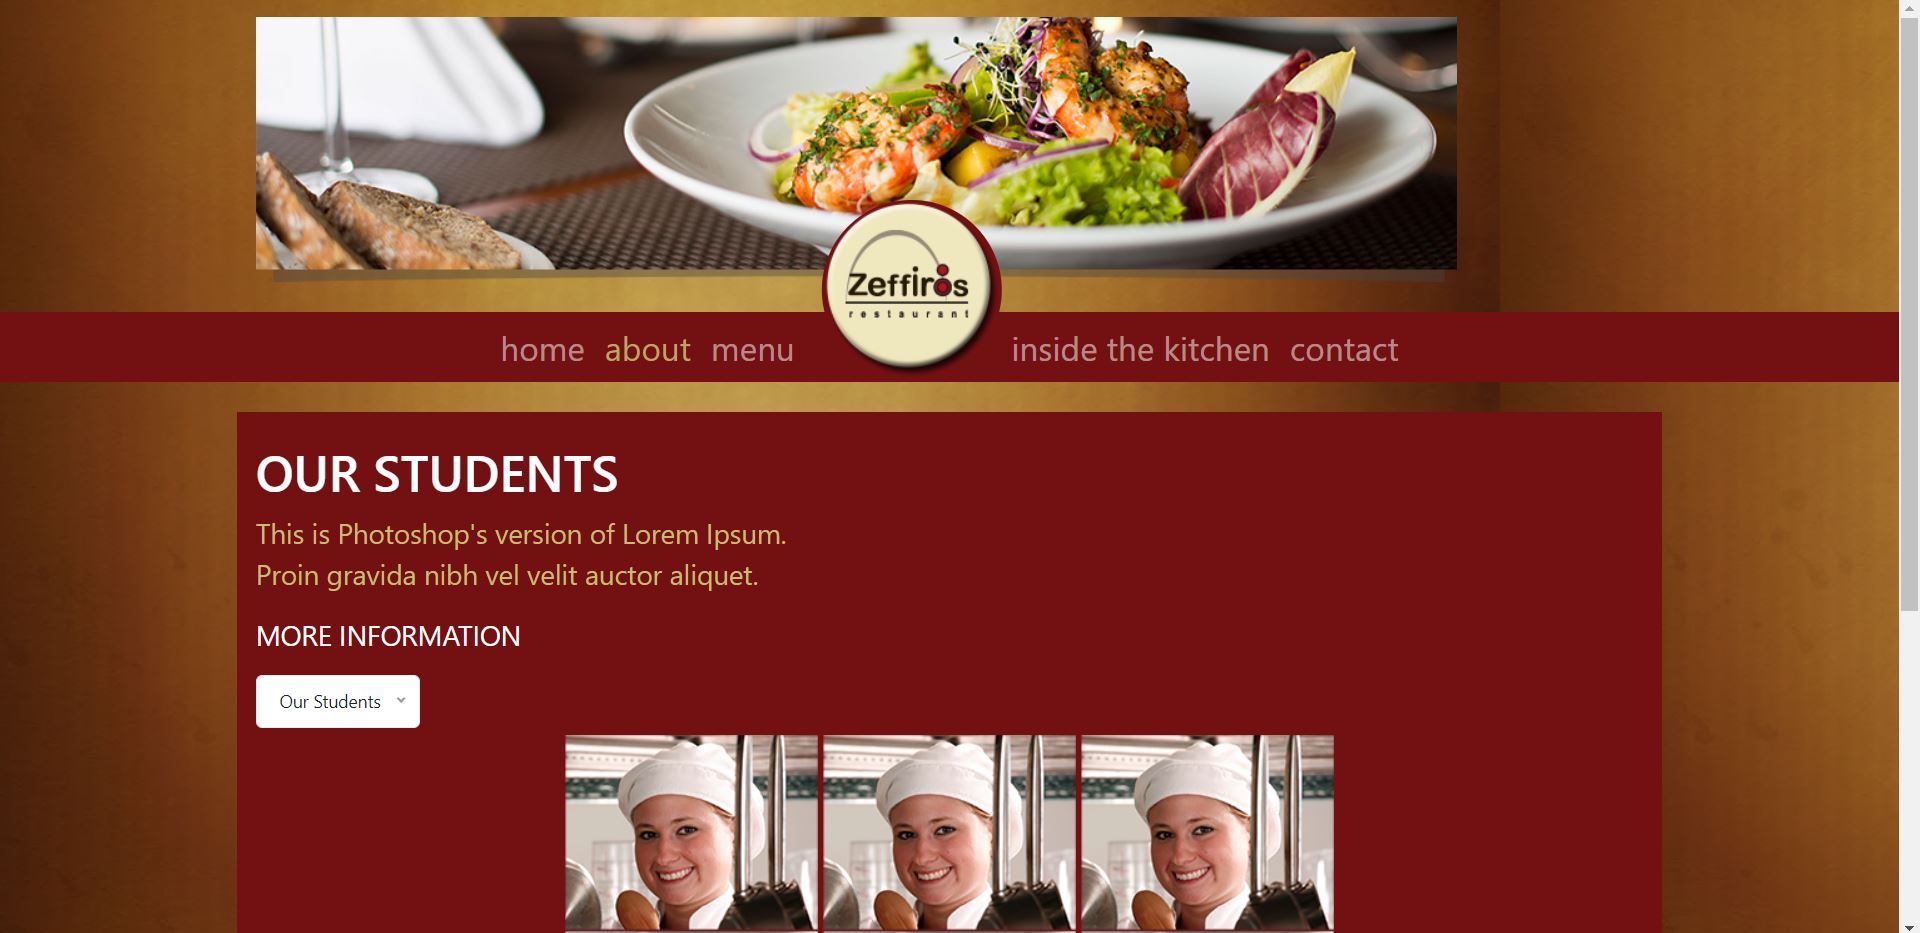 Zeffiros
restaurant
home about menu inside the kitchen contact
OUR STUDENTS
This is Photoshop's version of Lorem Ipsum.
Proin gravida nibh vel velit auctor aliquet.
MORE INFORMATION
Our Students